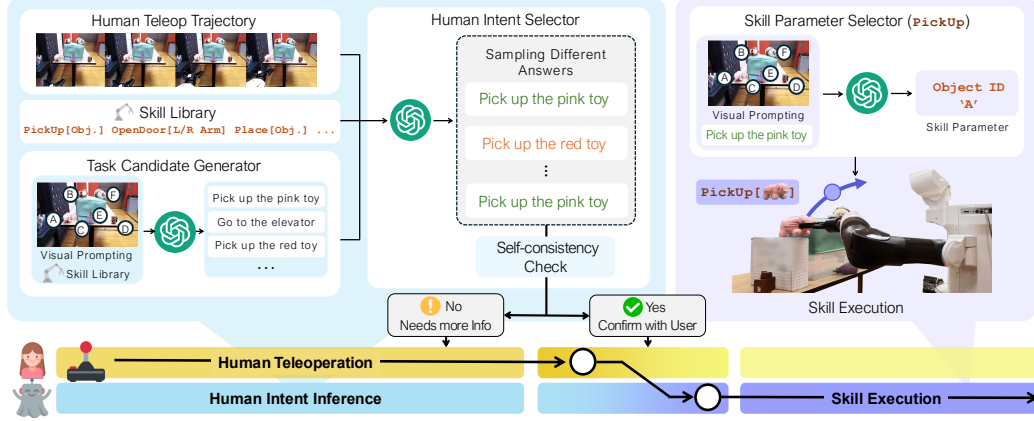 Human Teleop Trajectory
Skill Library
PickUp[Obj.] OpenDoor[L/R Arm] Place[Obj.] ...
Task Candidate Generator
B
F
A
E
C
D
Visual Prompting
Skill Library
Pick up the pink toy
Go to the elevator
Pick up the red toy
...
Human Intent Selector
Sampling Different
Answers
Pick up the pink toy
Pick up the red toy
⋮
Pick up the pink toy
Self-consistency
Check
No
Needs more Info
Yes
Confirm with User
Skill Parameter Selector (PickUp)
B
F
A
E
C
D
Visual Prompting
Pick up the pink toy
Object ID
‘A’
Skill Parameter
PickUp[ ]
Skill Execution
Human Teleoperation
Human Intent Inference
Skill Execution